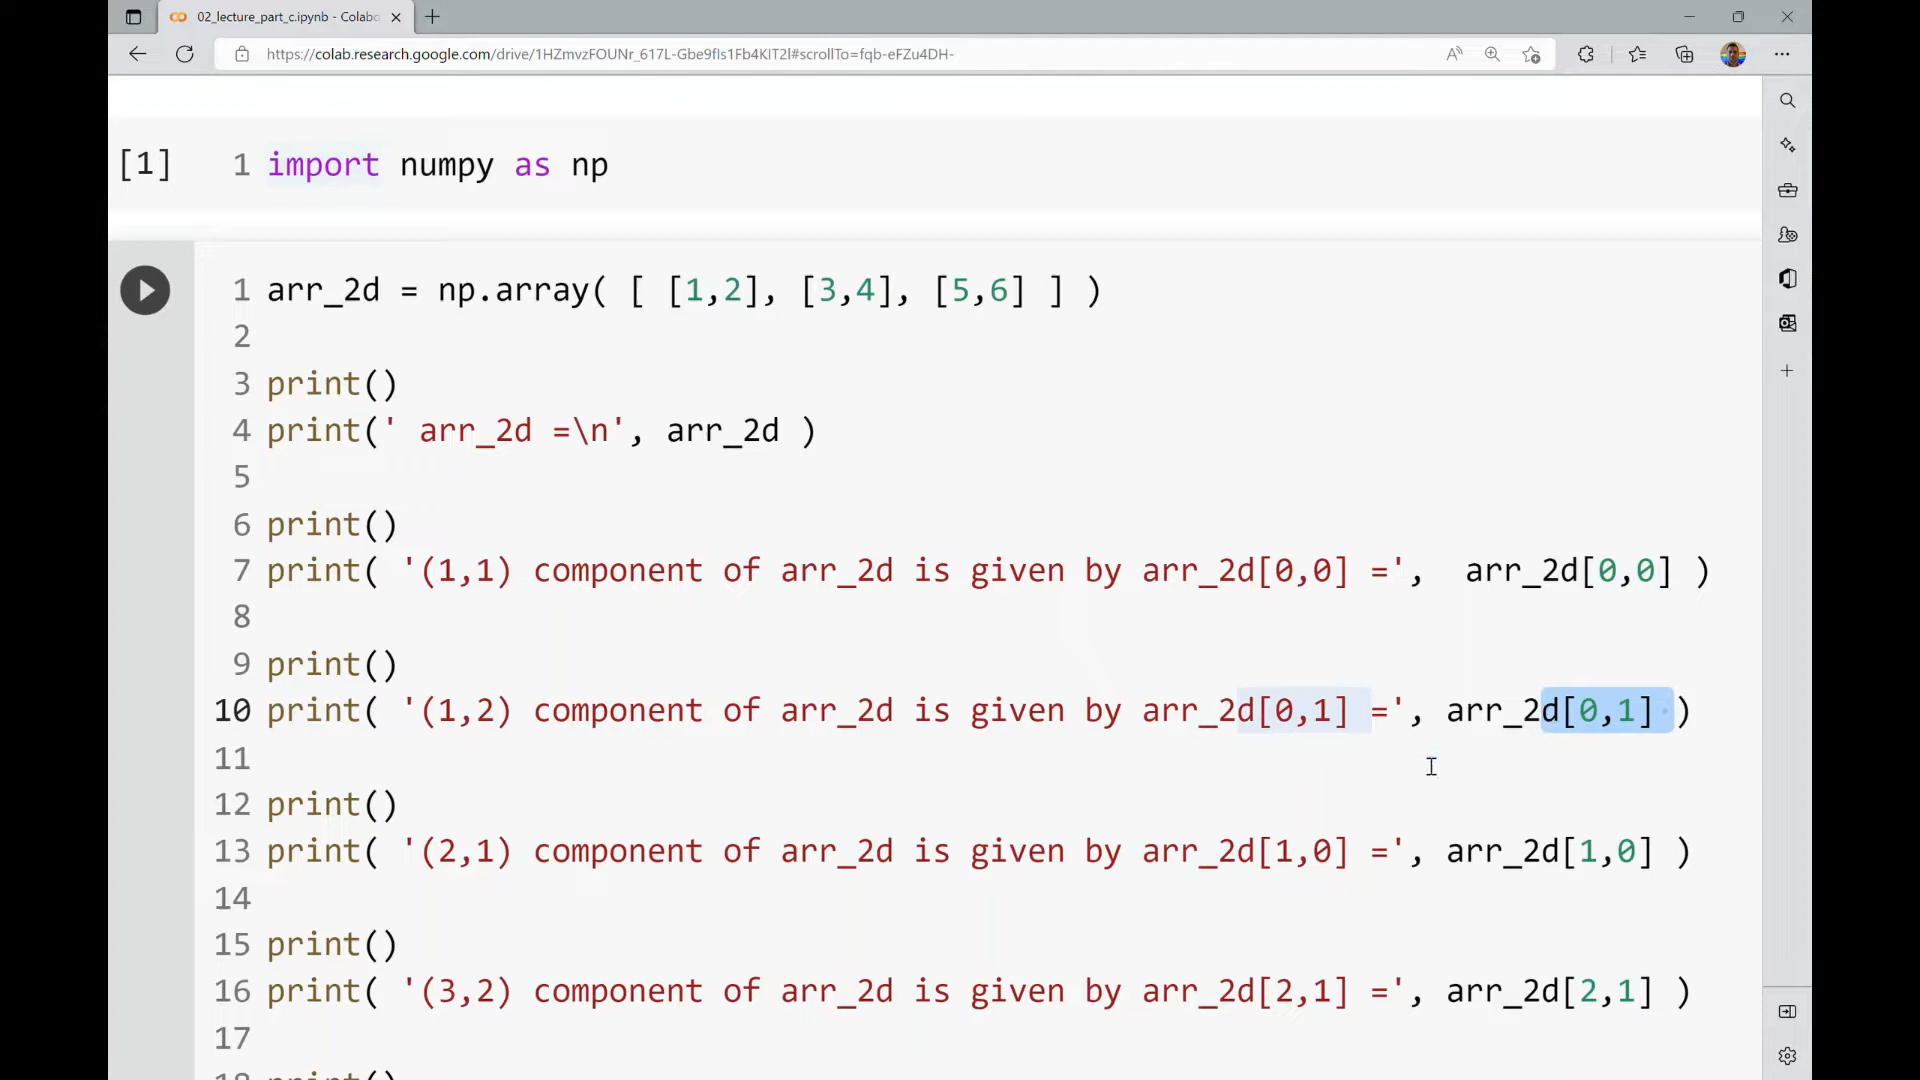 02_lecture_part_c.ipynb - Colabo
https://colab.research.google.com/drive/1HZmvzFOUNr_617L-Gbe9fIs1Fb4KIT2l#scrollTo=fqb-eFZu4DH-
[1]
1 import numpy as np
1 arr_2d = np.array( [ [1,2], [3,4], [5,6] ] )
2
3 print()
4 print(' arr_2d =\n', arr_2d )
5
6 print()
7 print( '(1,1) component of arr_2d is given by arr_2d[0,0] =',  arr_2d[0,0] )
8
9 print()
10 print( '(1,2) component of arr_2d is given by arr_2d[0,1] =', arr_2d[0,1] )
11
12 print()
13 print( '(2,1) component of arr_2d is given by arr_2d[1,0] =', arr_2d[1,0] )
14
15 print()
16 print( '(3,2) component of arr_2d is given by arr_2d[2,1] =', arr_2d[2,1] )
17
18 print()